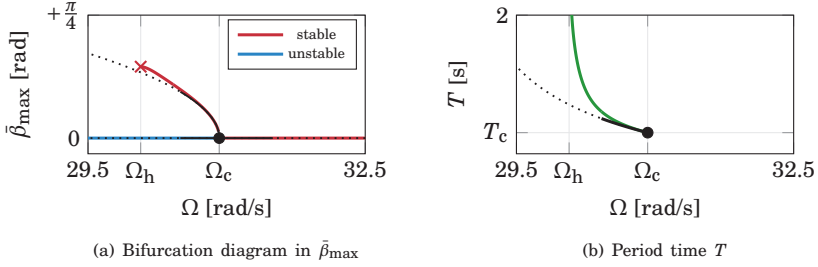 +π/4
β̄max [rad]
0
stable
unstable
29.5 Ωh Ωc 32.5
Ω [rad/s]
(a) Bifurcation diagram in β̄max
2
T [s]
Tc
29.5 Ωh Ωc 32.5
Ω [rad/s]
(b) Period time T